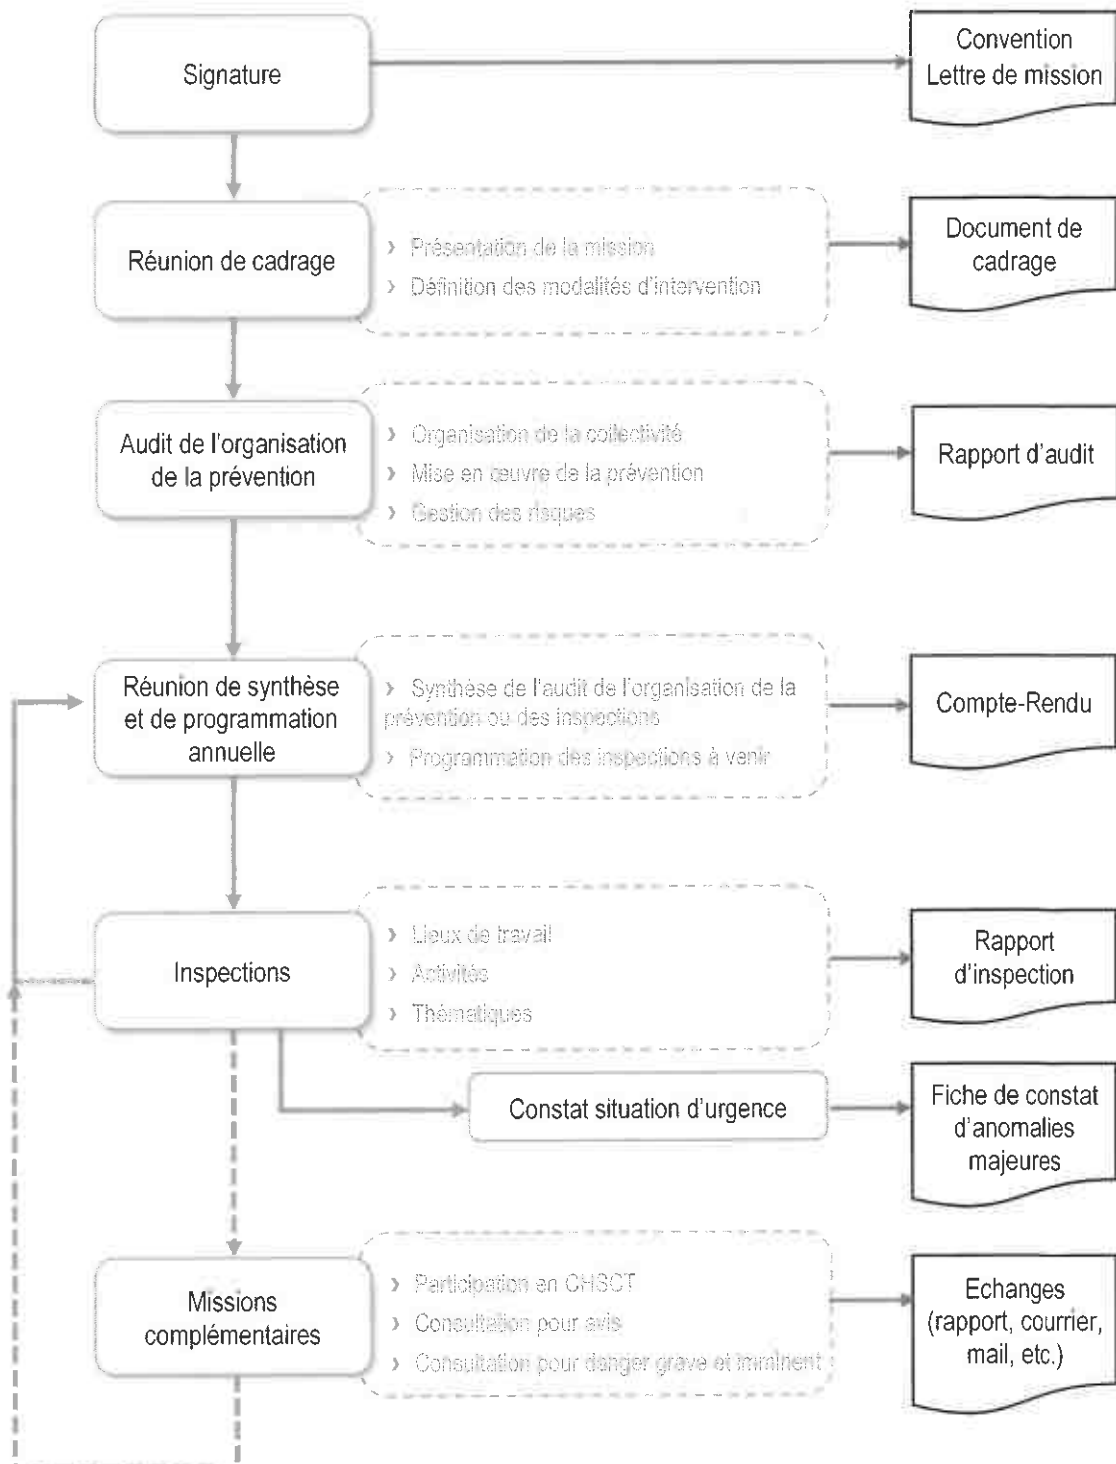 Signature
Convention
Lettre de mission
Réunion de cadrage
› Présentation de la mission
› Définition des modalités d'intervention
Document de
cadrage
Audit de l'organisation
de la prévention
› Organisation de la collectivité
› Mise en œuvre de la prévention
› Gestion des risques
Rapport d'audit
Réunion de synthèse
et de programmation
annuelle
› Synthèse de l'audit de l'organisation de la
prévention ou des inspections
› Programmation des inspections à venir
Compte-Rendu
Inspections
› Lieux de travail
› Activités
› Thématiques
Rapport
d'inspection
Constat situation d'urgence
Fiche de constat
d'anomalies
majeures
Missions
complémentaires
› Participation en CHSCT
› Consultation pour avis
› Consultation pour danger grave et imminent
Echanges
(rapport, courrier,
mail, etc.)